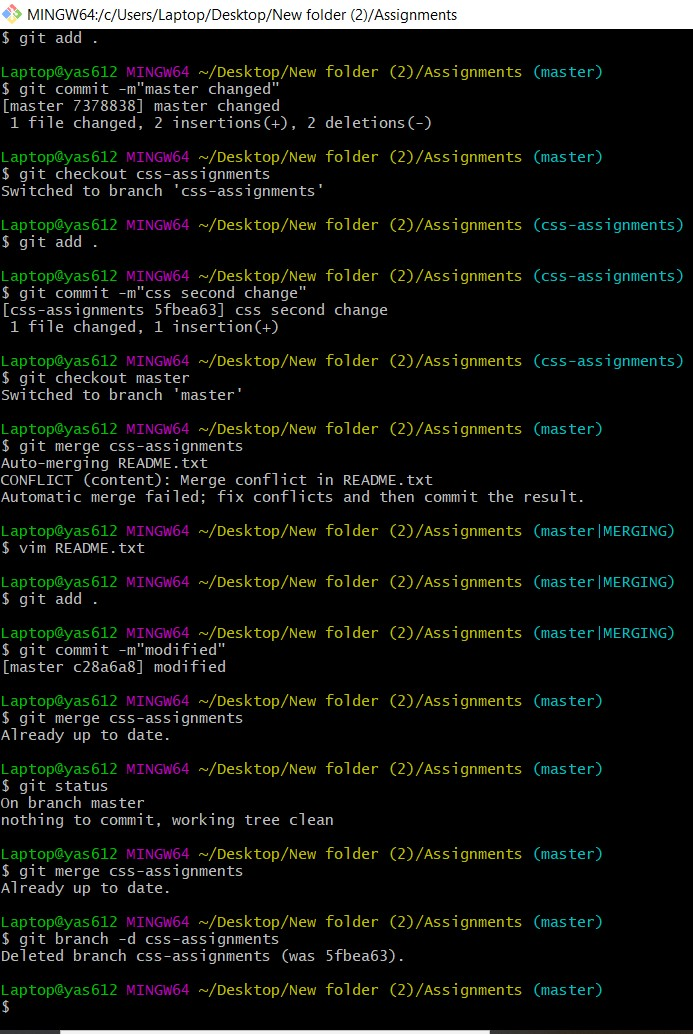 MINGW64:/c/Users/Laptop/Desktop/New folder (2)/Assignments
$ git add .
Laptop@yas612 MINGW64 ~/Desktop/New folder (2)/Assignments (master)
$ git commit -m"master changed"
[master 7378838] master changed
 1 file changed, 2 insertions(+), 2 deletions(-)
Laptop@yas612 MINGW64 ~/Desktop/New folder (2)/Assignments (master)
$ git checkout css-assignments
Switched to branch 'css-assignments'
Laptop@yas612 MINGW64 ~/Desktop/New folder (2)/Assignments (css-assignments)
$ git add .
Laptop@yas612 MINGW64 ~/Desktop/New folder (2)/Assignments (css-assignments)
$ git commit -m"css second change"
[css-assignments 5fbea63] css second change
 1 file changed, 1 insertion(+)
Laptop@yas612 MINGW64 ~/Desktop/New folder (2)/Assignments (css-assignments)
$ git checkout master
Switched to branch 'master'
Laptop@yas612 MINGW64 ~/Desktop/New folder (2)/Assignments (master)
$ git merge css-assignments
Auto-merging README.txt
CONFLICT (content): Merge conflict in README.txt
Automatic merge failed; fix conflicts and then commit the result.
Laptop@yas612 MINGW64 ~/Desktop/New folder (2)/Assignments (master|MERGING)
$ vim README.txt
Laptop@yas612 MINGW64 ~/Desktop/New folder (2)/Assignments (master|MERGING)
$ git add .
Laptop@yas612 MINGW64 ~/Desktop/New folder (2)/Assignments (master|MERGING)
$ git commit -m"modified"
[master c28a6a8] modified
Laptop@yas612 MINGW64 ~/Desktop/New folder (2)/Assignments (master)
$ git merge css-assignments
Already up to date.
Laptop@yas612 MINGW64 ~/Desktop/New folder (2)/Assignments (master)
$ git status
On branch master
nothing to commit, working tree clean
Laptop@yas612 MINGW64 ~/Desktop/New folder (2)/Assignments (master)
$ git merge css-assignments
Already up to date.
Laptop@yas612 MINGW64 ~/Desktop/New folder (2)/Assignments (master)
$ git branch -d css-assignments
Deleted branch css-assignments (was 5fbea63).
Laptop@yas612 MINGW64 ~/Desktop/New folder (2)/Assignments (master)
$